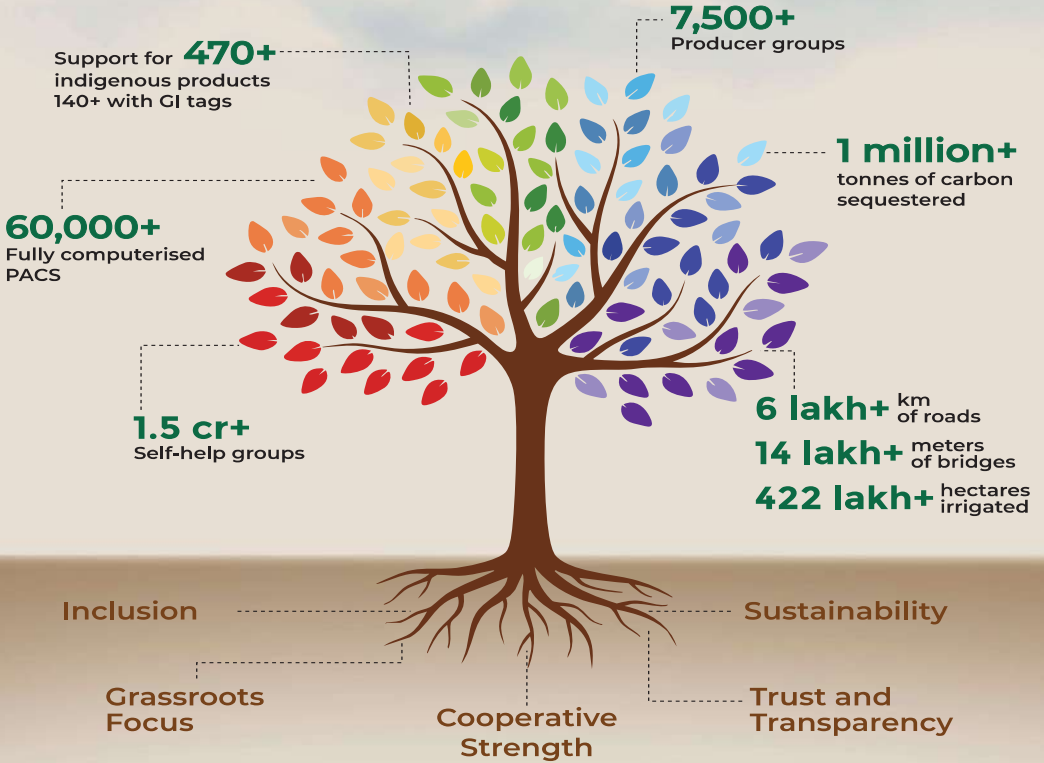 7,500+
Producer groups
Support for 470+
indigenous products
140+ with GI tags
1 million+
tonnes of carbon
sequestered
60,000+
Fully computerised
PACS
1.5 cr+
Self-help groups
6 lakh+ km
of roads
14 lakh+ meters
of bridges
422 lakh+ hectares
irrigated
Inclusion
Sustainability
Grassroots
Focus
Cooperative
Strength
Trust and
Transparency